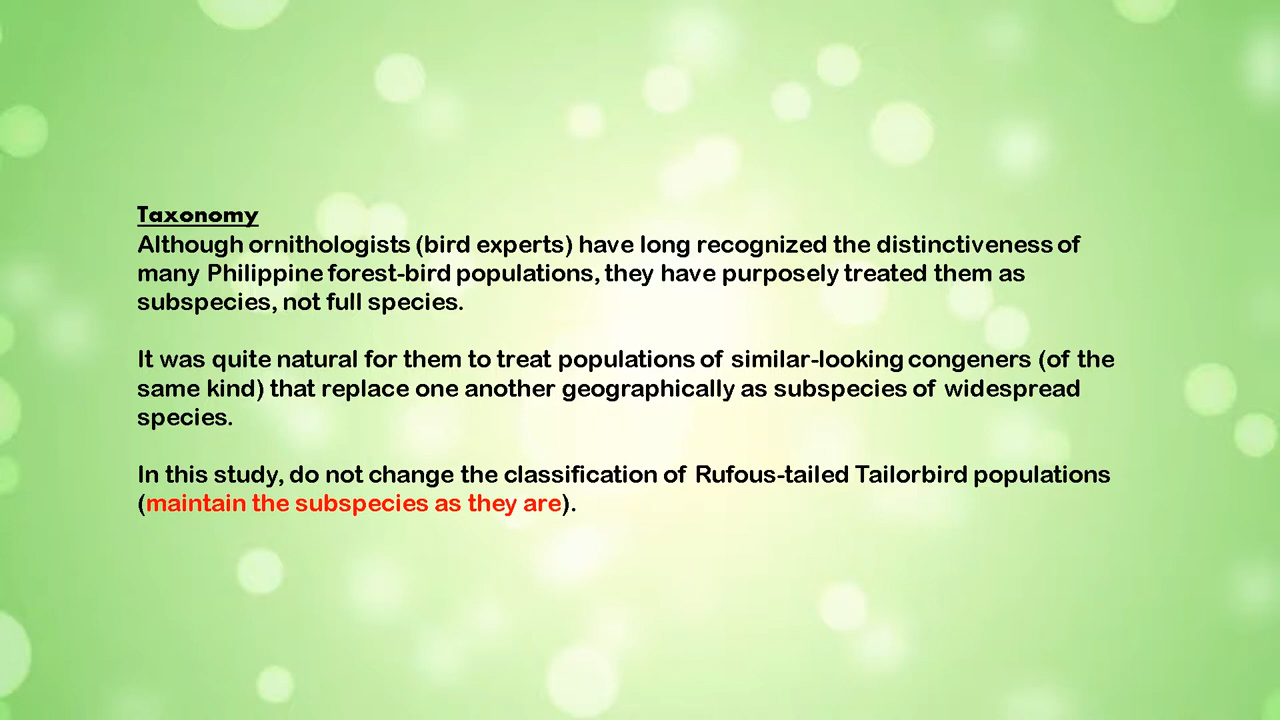 Taxonomy
Although ornithologists (bird experts) have long recognized the distinctiveness of
many Philippine forest-bird populations, they have purposely treated them as
subspecies, not full species.
It was quite natural for them to treat populations of similar-looking congeners (of the
same kind) that replace one another geographically as subspecies of widespread
species.
In this study, do not change the classification of Rufous-tailed Tailorbird populations
(maintain the subspecies as they are).